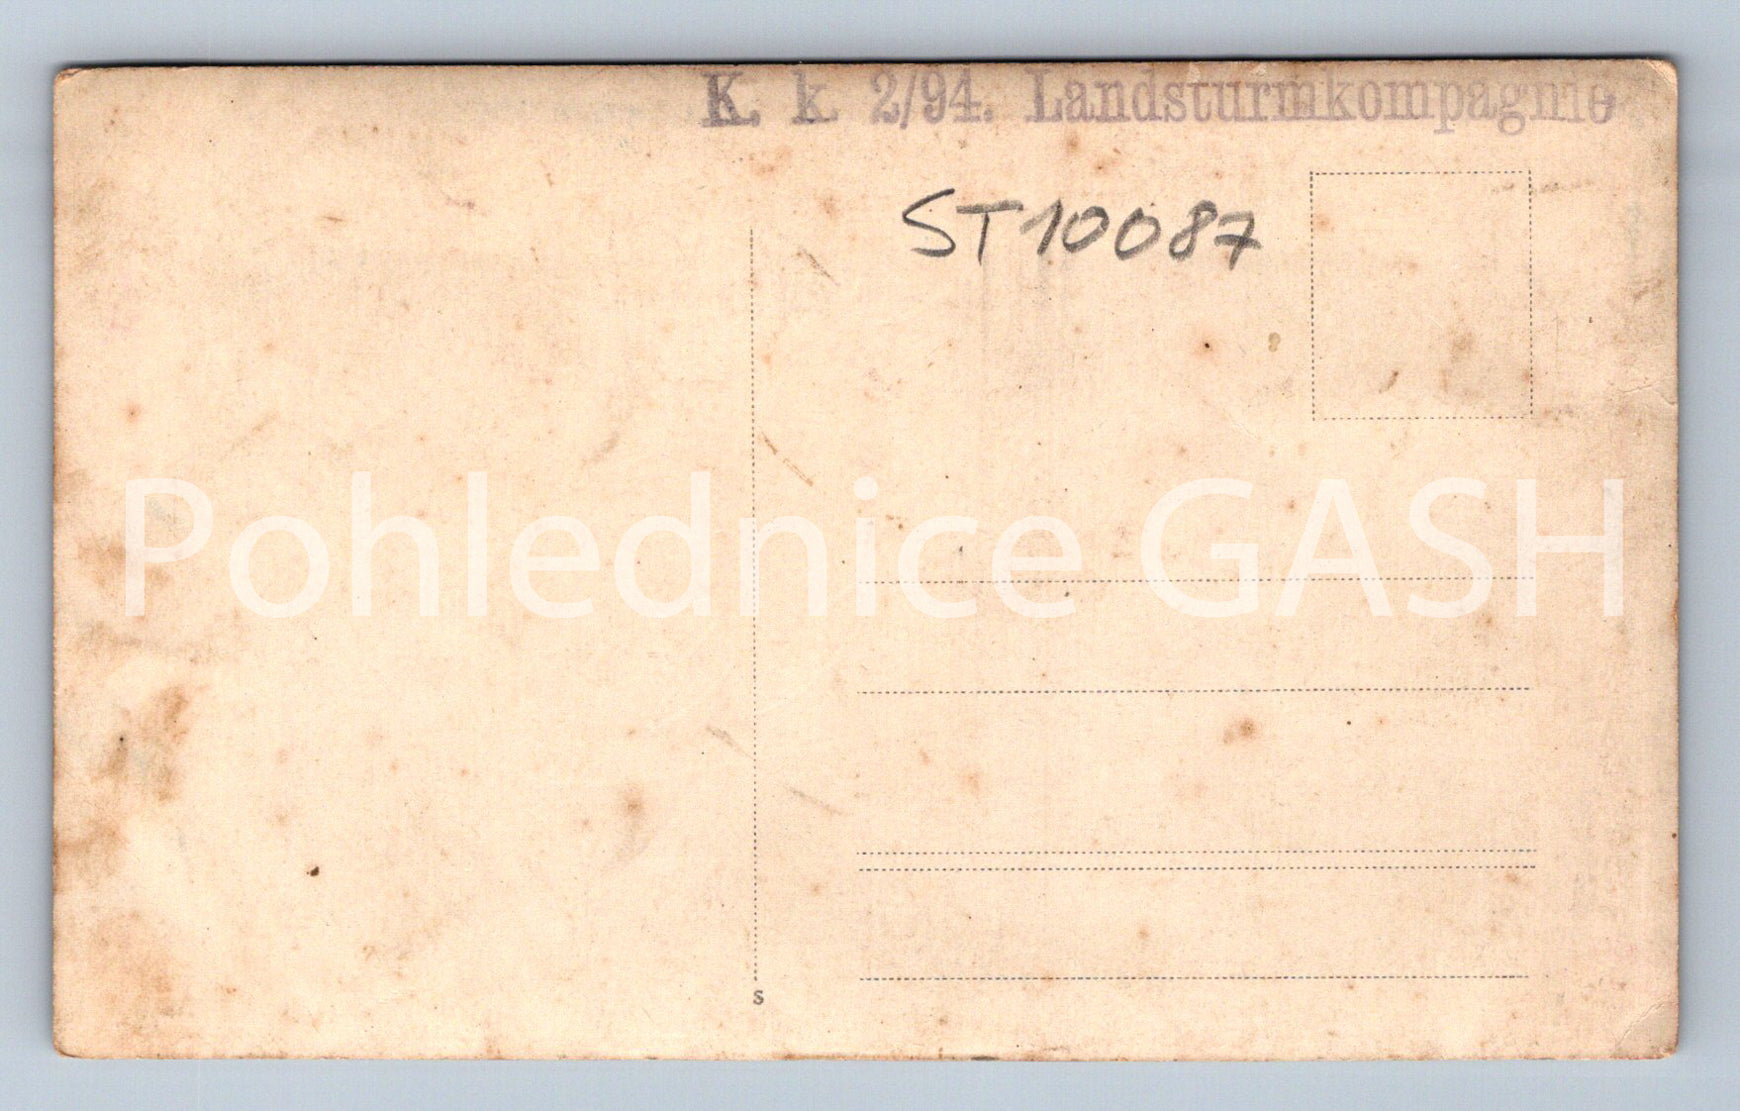 K. k. 2/94. Landsturmkompagnie
ST10087
Pohlednice GASH
S